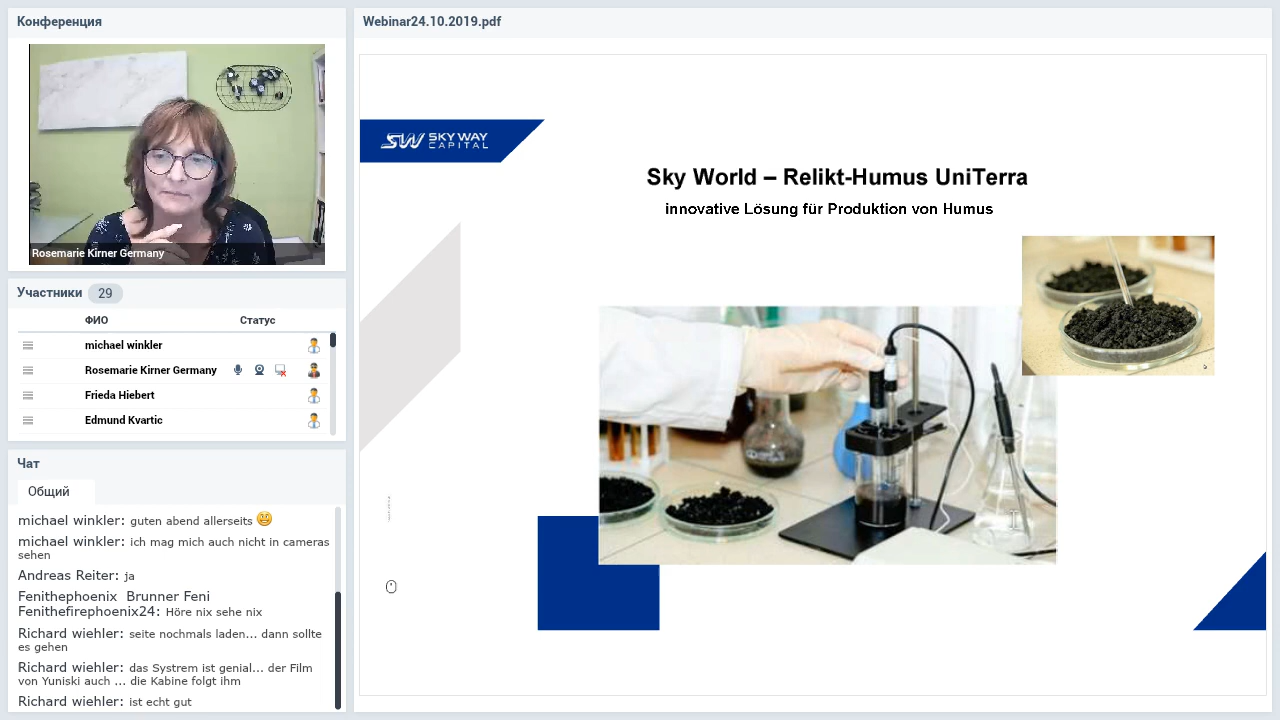 Конференция
Rosemarie Kirner Germany
Участники 29
ФИО Статус
michael winkler
Rosemarie Kirner Germany
Frieda Hiebert
Edmund Kvartic
Чат
Общий
michael winkler: guten abend allerseits
michael winkler: ich mag mich auch nicht in cameras
sehen
Andreas Reiter: ja
Fenithephoenix Brunner Feni
Fenithefirephoenix24: Höre nix sehe nix
Richard wiehler: seite nochmals laden... dann sollte
es gehen
Richard wiehler: das Systrem ist genial... der Film
von Yuniski auch ... die Kabine folgt ihm
Richard wiehler: ist echt gut
Webinar24.10.2019.pdf
SW SKY WAY
CAPITAL
Sky World – Relikt-Humus UniTerra
innovative Lösung für Produktion von Humus